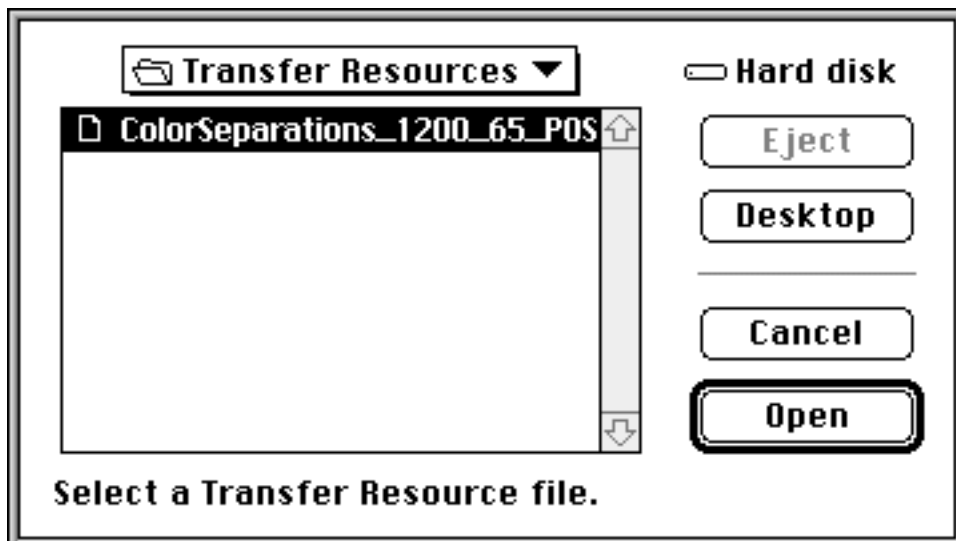 Transfer Resources
Hard disk
ColorSeparations_1200_65_POS
Eject
Desktop
Cancel
Open
Select a Transfer Resource file.